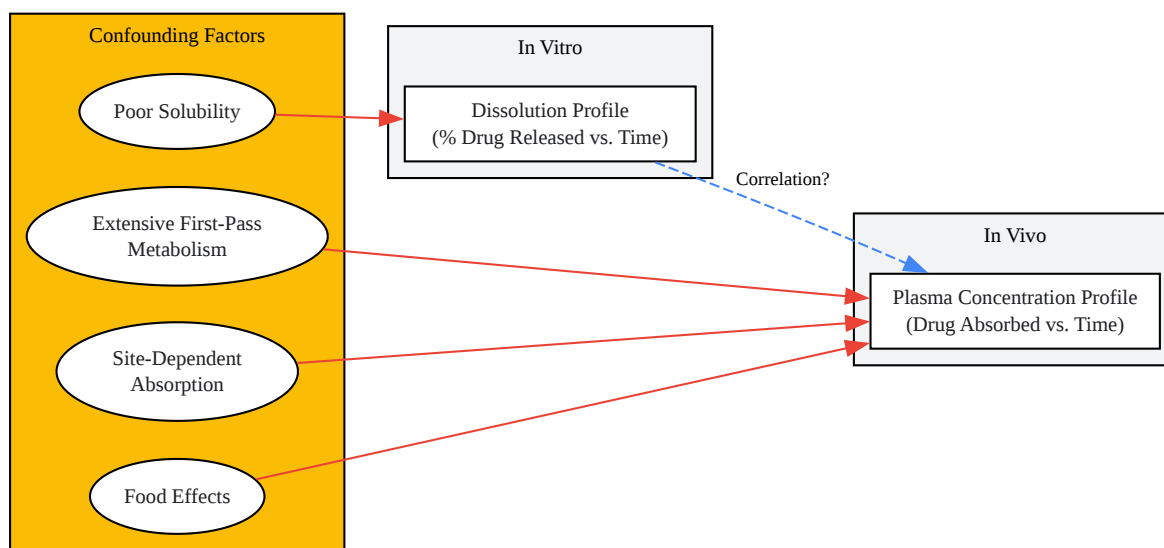 Confounding Factors
Poor Solubility
Extensive First-Pass
Metabolism
Site-Dependent
Absorption
Food Effects
In Vitro
Dissolution Profile
(% Drug Released vs. Time)
Correlation?
In Vivo
Plasma Concentration Profile
(Drug Absorbed vs. Time)